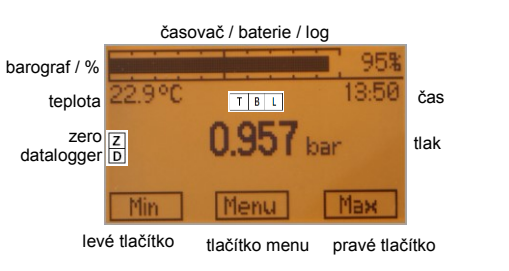 časovač / baterie / log
barograf / %
95%
teplota
22.9°C
T B L
13:50
čas
zero
Z
datalogger
D
0.957 bar
tlak
Min
Menu
Max
levé tlačítko
tlačítko menu
pravé tlačítko